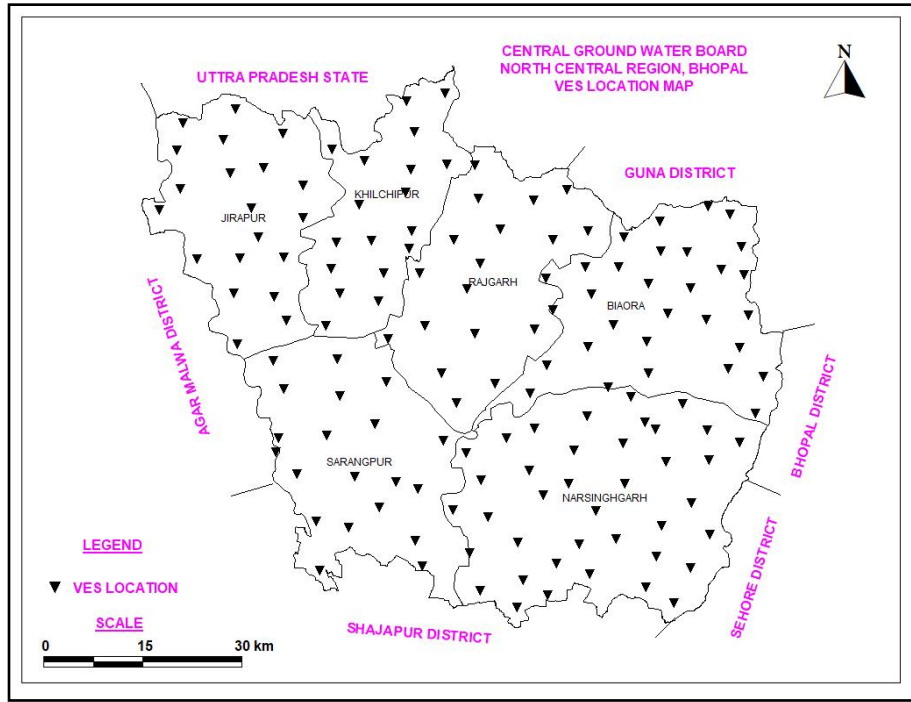 CENTRAL GROUND WATER BOARD
NORTH CENTRAL REGION, BHOPAL
VES LOCATION MAP
N
UTTRA PRADESH STATE
GUNA DISTRICT
KHILCHIPUR
JIRAPUR
RAJGARH
BIAORA
AGAR MALWA DISTRICT
BHOPAL DISTRICT
SARANGPUR
NARSINGHGARH
LEGEND
VES LOCATION
SEHORE DISTRICT
SCALE
SHAJAPUR DISTRICT
0 15 30 km